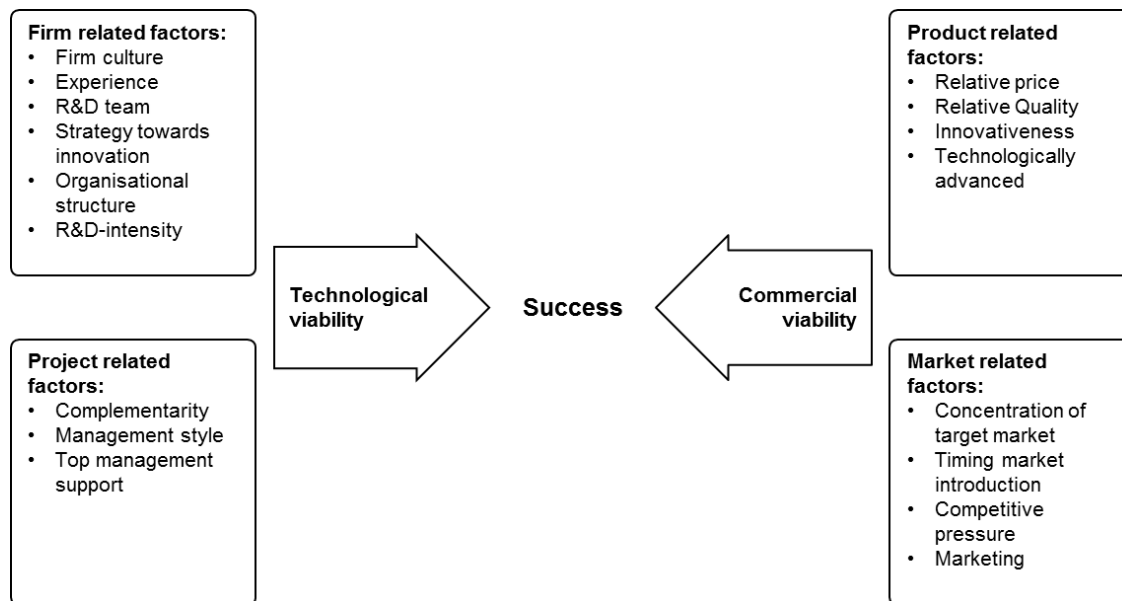 Firm related factors:
• Firm culture
• Experience
• R&D team
• Strategy towards
innovation
• Organisational
structure
• R&D-intensity
Project related
factors:
• Complementarity
• Management style
• Top management
support
Technological
viability
Success
Commercial
viability
Product related
factors:
• Relative price
• Relative Quality
• Innovativeness
• Technologically
advanced
Market related
factors:
• Concentration of
target market
• Timing market
introduction
• Competitive
pressure
• Marketing